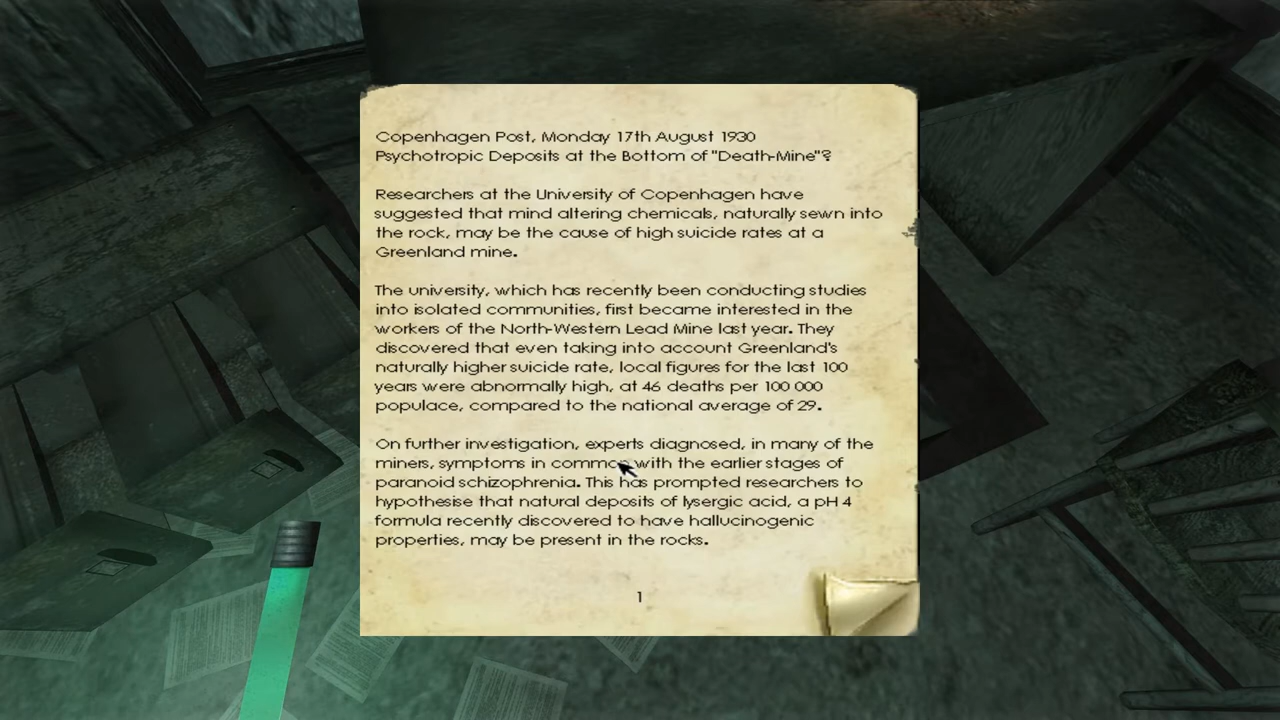 Copenhagen Post, Monday 17th August 1930
Psychotropic Deposits at the Bottom of "Death-Mine"?
Researchers at the University of Copenhagen have
suggested that mind altering chemicals, naturally sewn into
the rock, may be the cause of high suicide rates at a
Greenland mine.
The university, which has recently been conducting studies
into isolated communities, first became interested in the
workers of the North-Western Lead Mine last year. They
discovered that even taking into account Greenland's
naturally higher suicide rate, local figures for the last 100
years were abnormally high, at 46 deaths per 100 000
populace, compared to the national average of 29.
On further investigation, experts diagnosed, in many of the
miners, symptoms in common with the earlier stages of
paranoid schizophrenia. This has prompted researchers to
hypothesise that natural deposits of lysergic acid, a pH 4
formula recently discovered to have hallucinogenic
properties, may be present in the rocks.
1